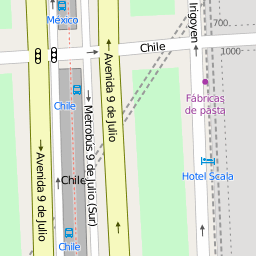 México
Irigoyen
700
Chile
1000
Avenida 9 de Julio
Chile
Fábricas
de pasta
Metrobús 9 de Julio (Sur)
Avenida 9 de Julio
Chile
Hotel Scala
Chile